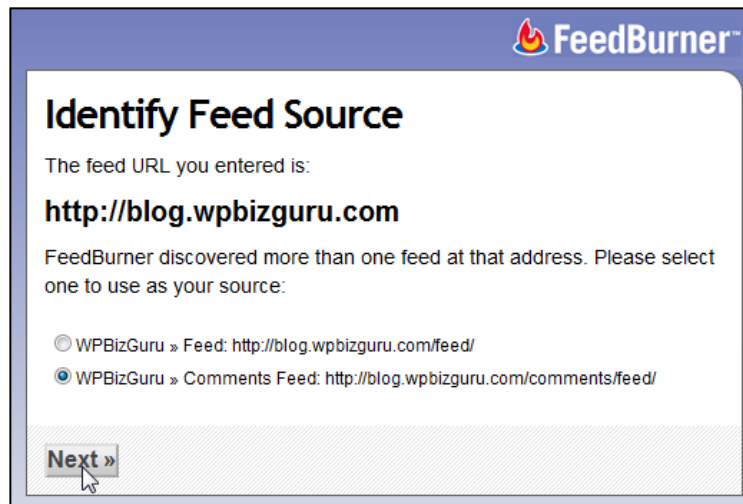 FeedBurner™
Identify Feed Source
The feed URL you entered is:
http://blog.wpbizguru.com
FeedBurner discovered more than one feed at that address. Please select
one to use as your source:
WPBizGuru » Feed: http://blog.wpbizguru.com/feed/
WPBizGuru » Comments Feed: http://blog.wpbizguru.com/comments/feed/
Next »